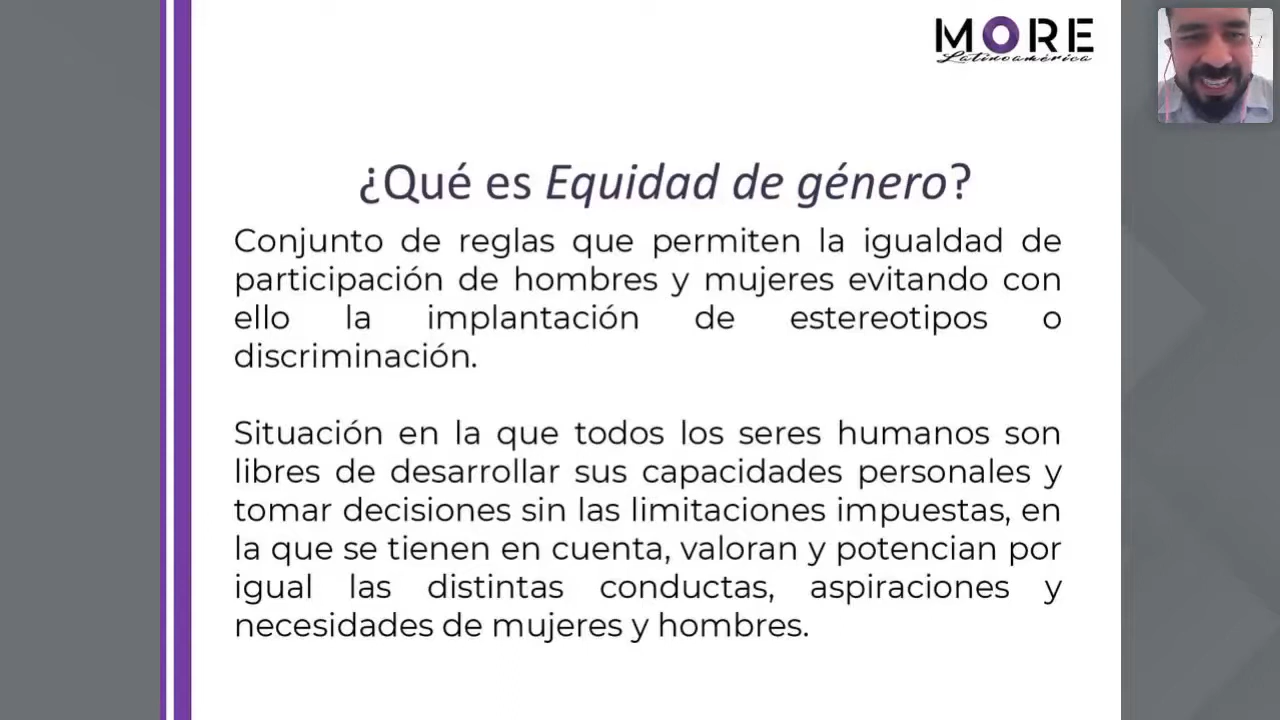 MORE
Latinoamérica
¿Qué es Equidad de género?
Conjunto de reglas que permiten la igualdad de
participación de hombres y mujeres evitando con
ello la implantación de estereotipos o
discriminación.
Situación en la que todos los seres humanos son
libres de desarrollar sus capacidades personales y
tomar decisiones sin las limitaciones impuestas, en
la que se tienen en cuenta, valoran y potencian por
igual las distintas conductas, aspiraciones y
necesidades de mujeres y hombres.